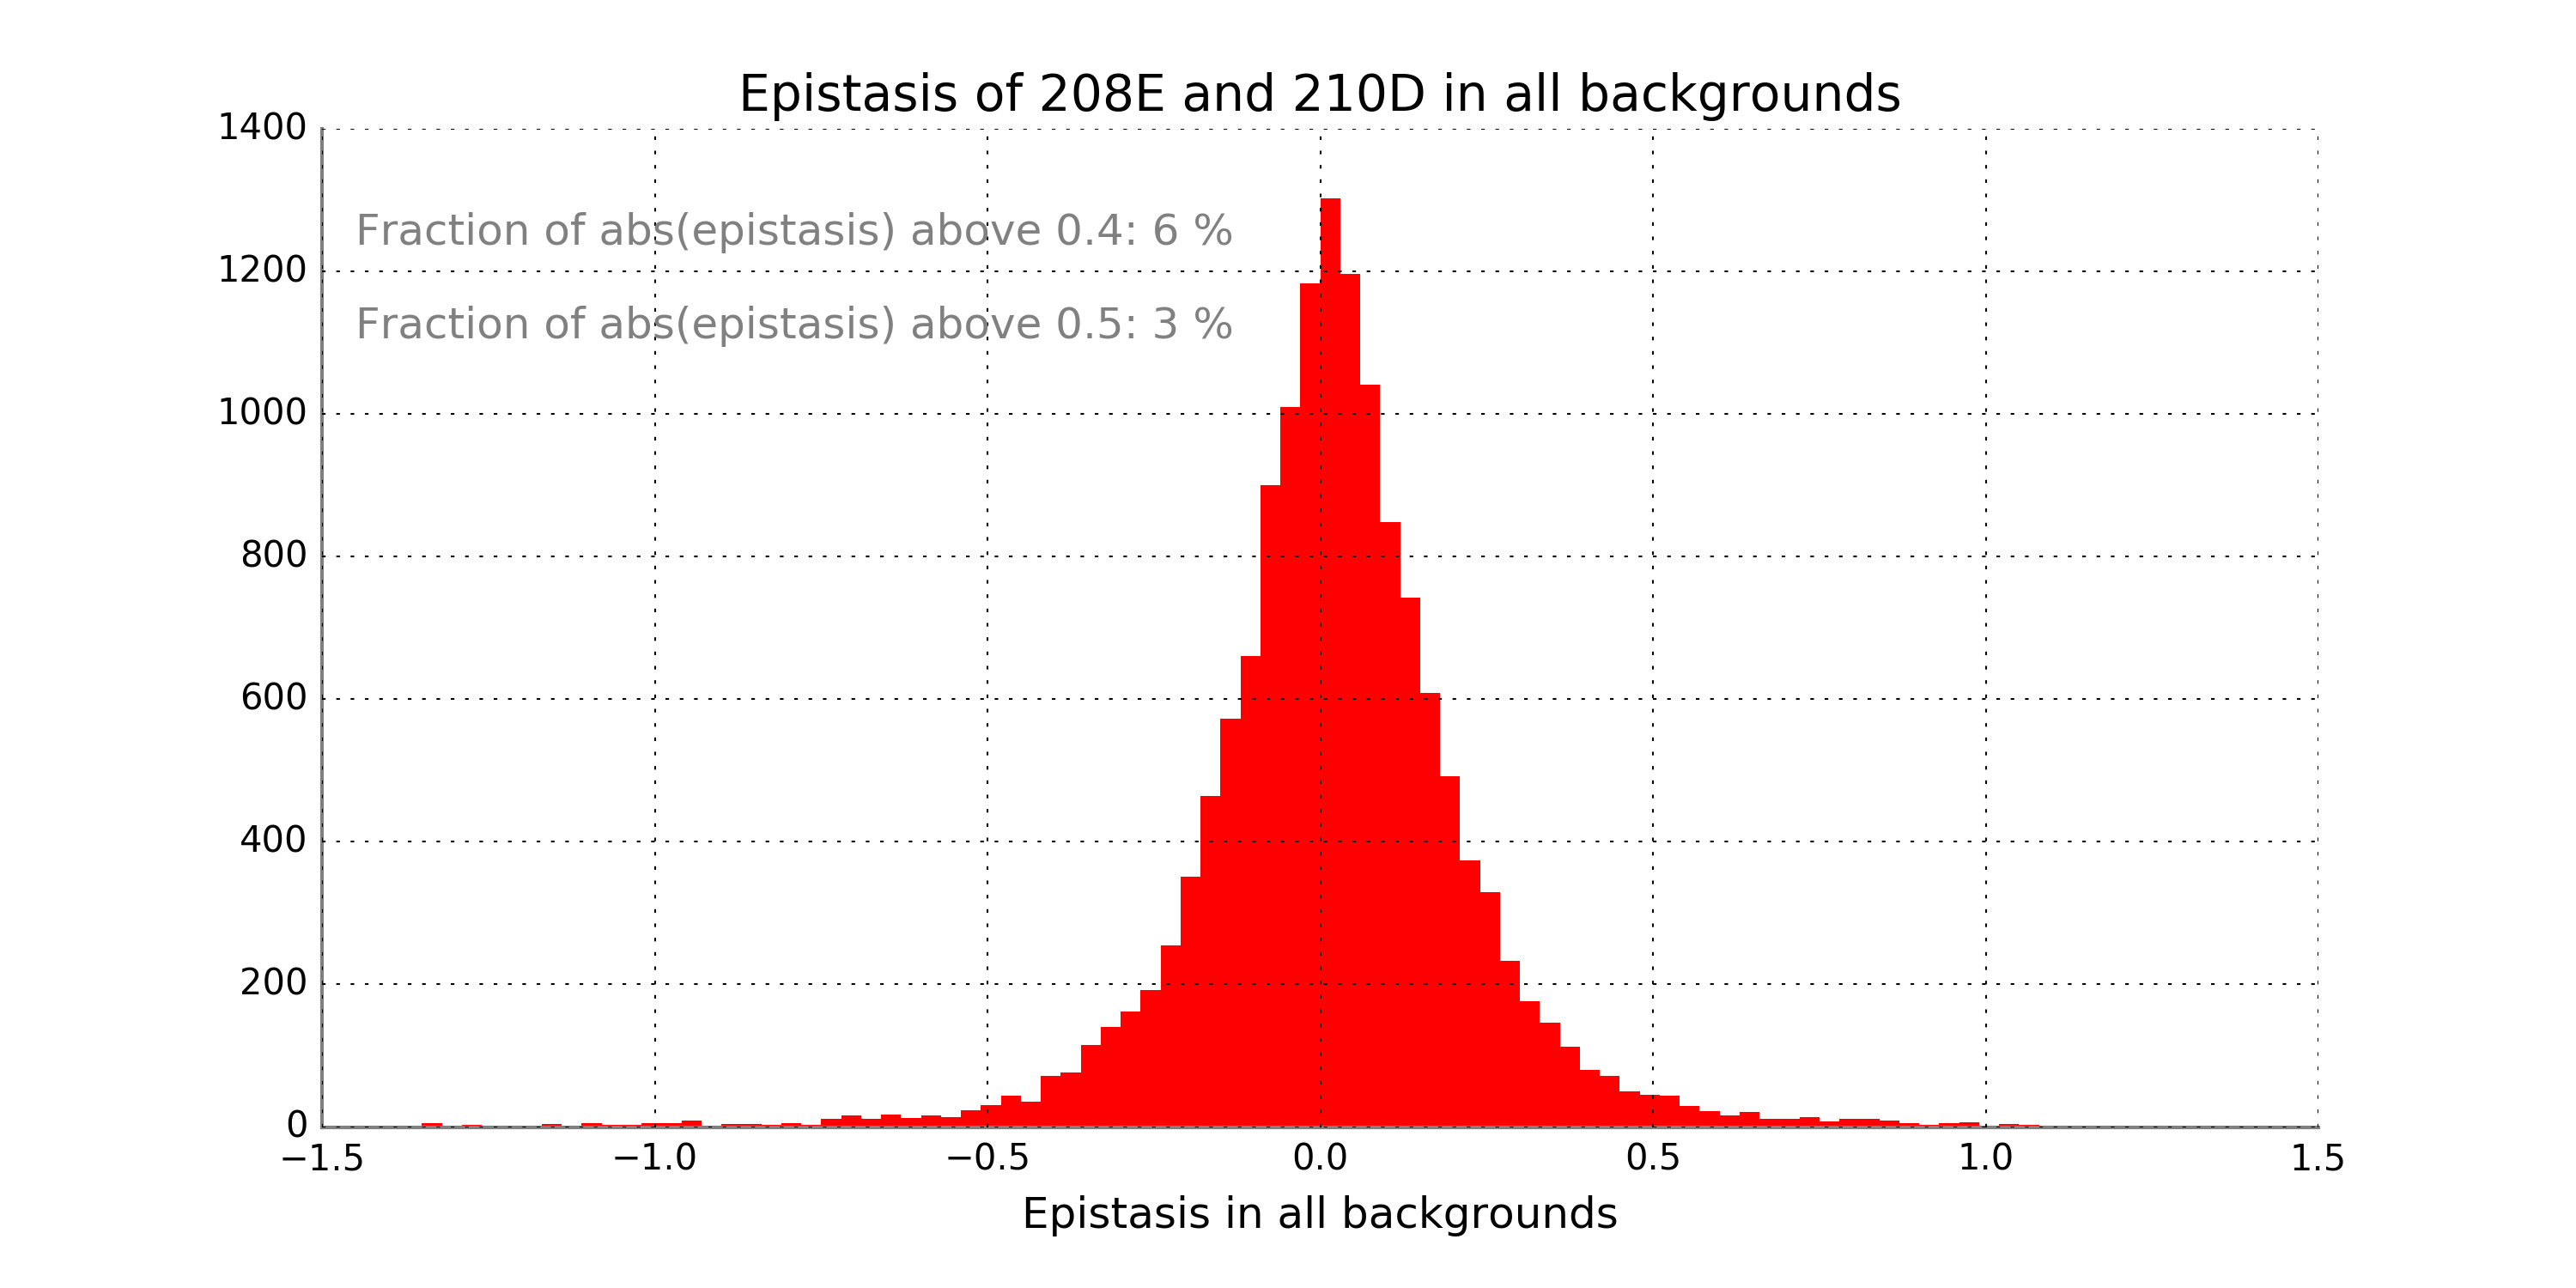 Epistasis of 208E and 210D in all backgrounds
1400
1200
1000
800
600
400
200
0
Fraction of abs(epistasis) above 0.4: 6 %
Fraction of abs(epistasis) above 0.5: 3 %
−1.5 −1.0 −0.5 0.0 0.5 1.0 1.5
Epistasis in all backgrounds